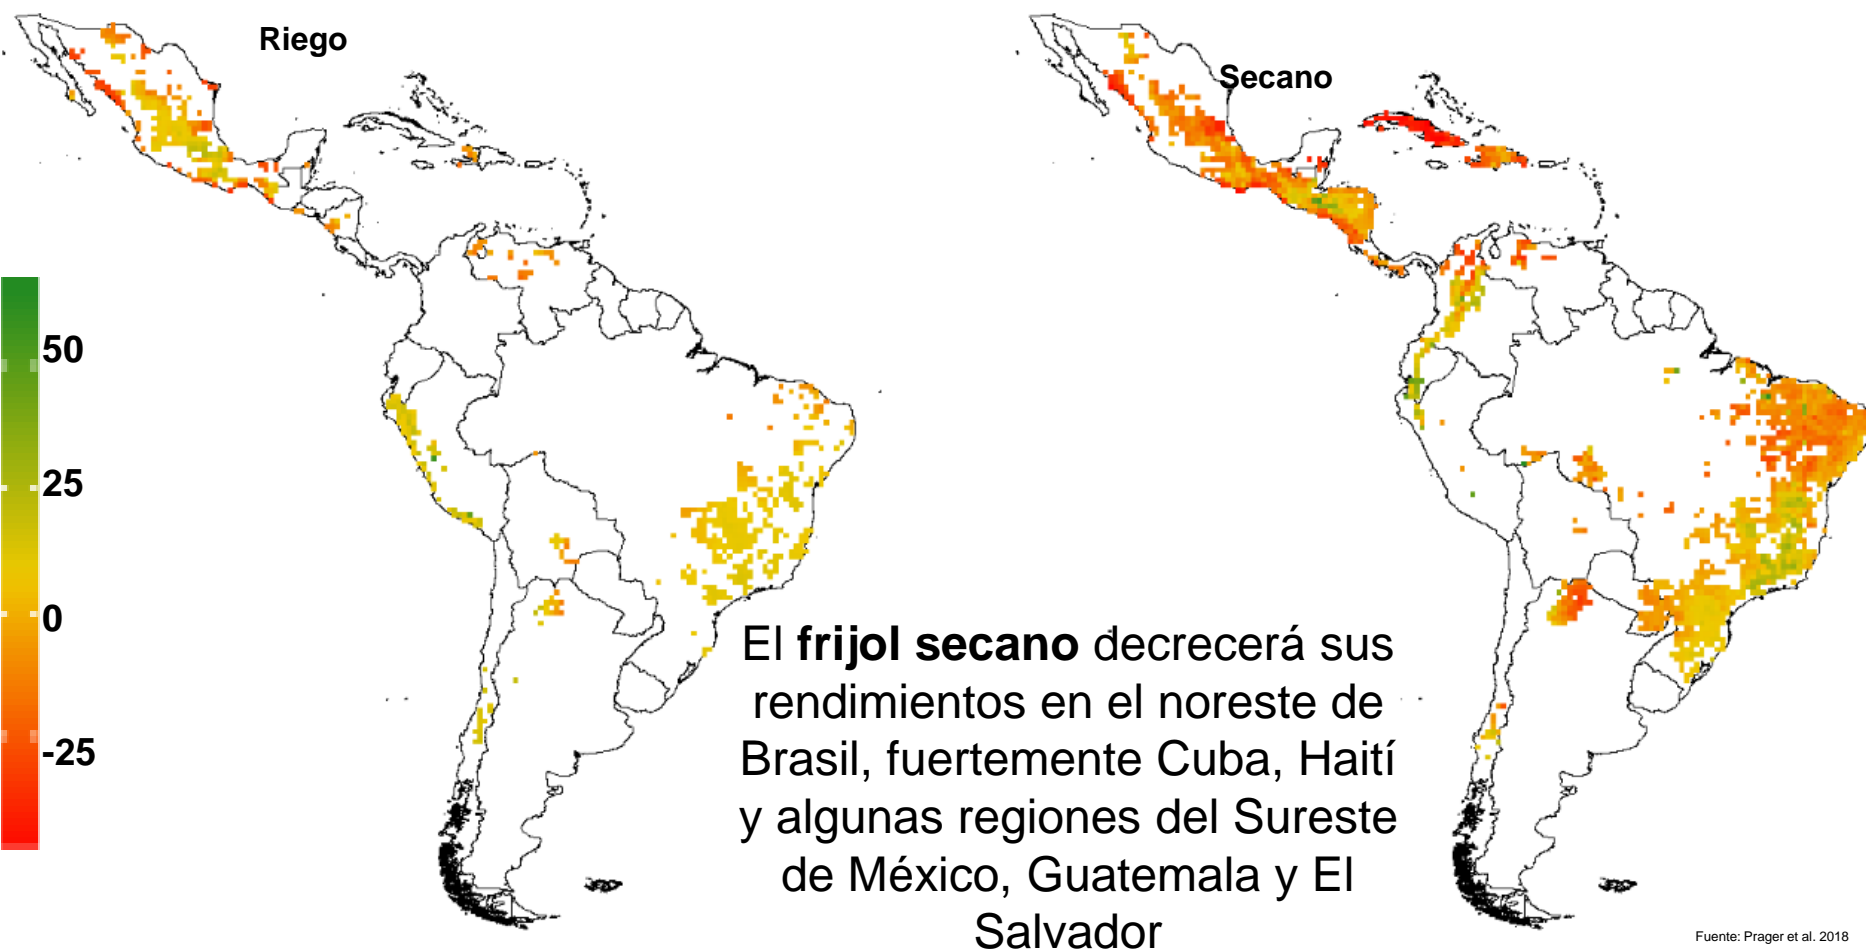 Riego
Secano
50
25
0
-25
El frijol secano decrecerá sus
rendimientos en el noreste de
Brasil, fuertemente Cuba, Haití
y algunas regiones del Sureste
de México, Guatemala y El
Salvador
Fuente: Prager et al. 2018